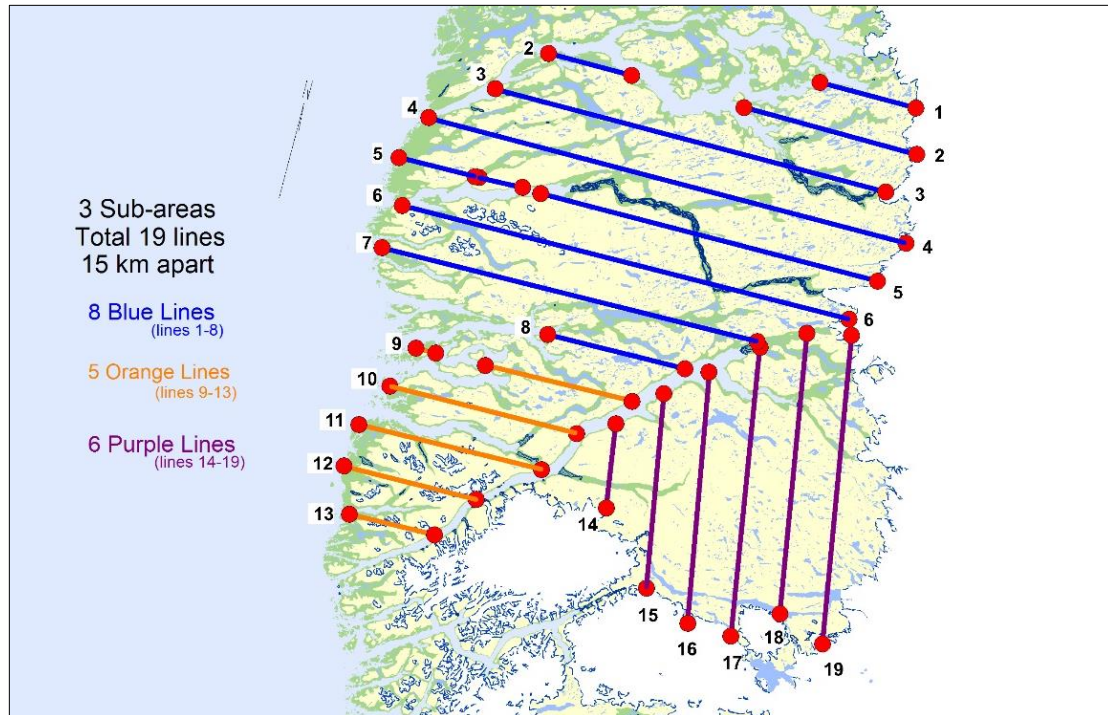 2
3
1
4
2
5
3
6
3 Sub-areas
Total 19 lines
15 km apart
4
7
5
8 Blue Lines
(lines 1-8)
6
8
9
5 Orange Lines
(lines 9-13)
10
11
6 Purple Lines
(lines 14-19)
12
13
14
15
16
17
18
19